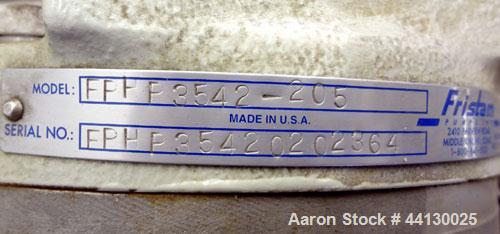 MODEL: FPHP3542-205
MADE IN U.S.A.
SERIAL NO.: FPHP35420202364
Fristam
Aaron Stock # 44130025